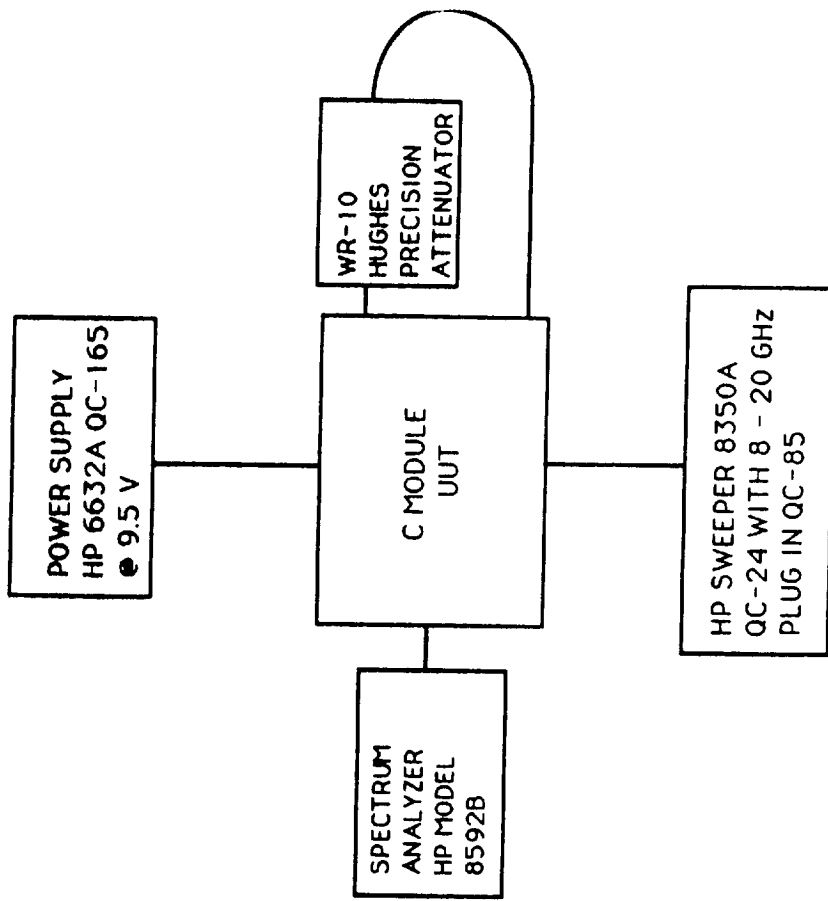 POWER SUPPLY
HP 6632A QC-165
@ 9.5 V
WR-10
HUGHES
PRECISION
ATTENUATOR
C MODULE
UUT
SPECTRUM
ANALYZER
HP MODEL
8592B
HP SWEEPER 8350A
QC-24 WITH 8 - 20 GHz
PLUG IN QC-85